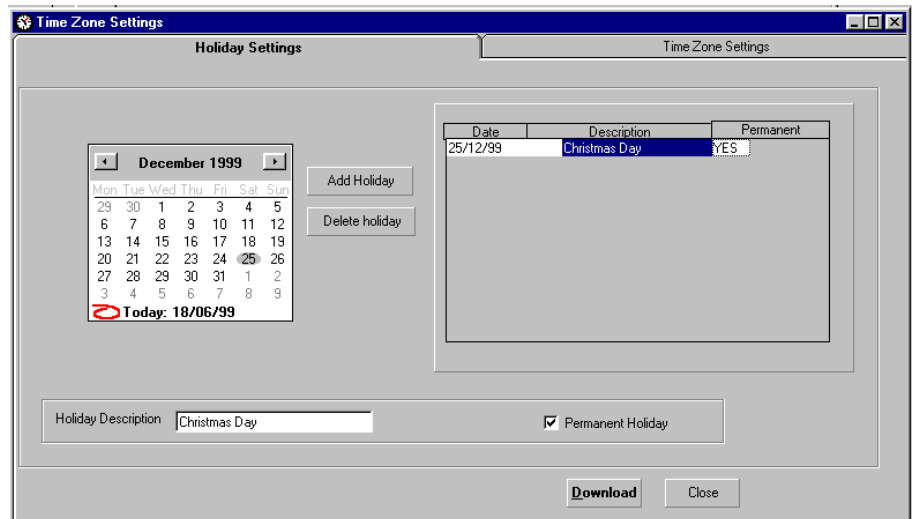 Time Zone Settings
Holiday Settings
Time Zone Settings
December 1999
Mon Tue Wed Thu Fri Sat Sun
29 30 1 2 3 4 5
6 7 8 9 10 11 12
13 14 15 16 17 18 19
20 21 22 23 24 25 26
27 28 29 30 31 1 2
3 4 5 6 7 8 9
Today: 18/06/99
Add Holiday
Delete holiday
Date Description Permanent
25/12/99 Christmas Day YES
Holiday Description Christmas Day
Permanent Holiday
Download Close